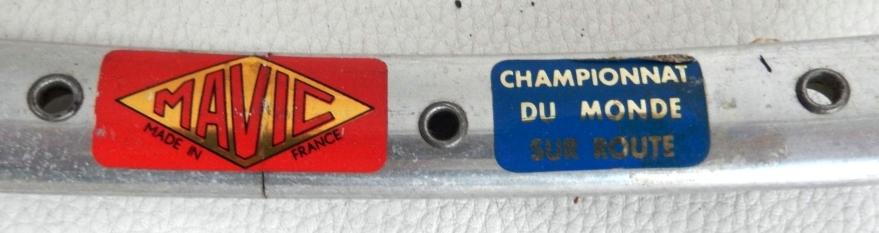 MAVIC
MADE IN FRANCE
CHAMPIONNAT
DU MONDE
SUR ROUTE